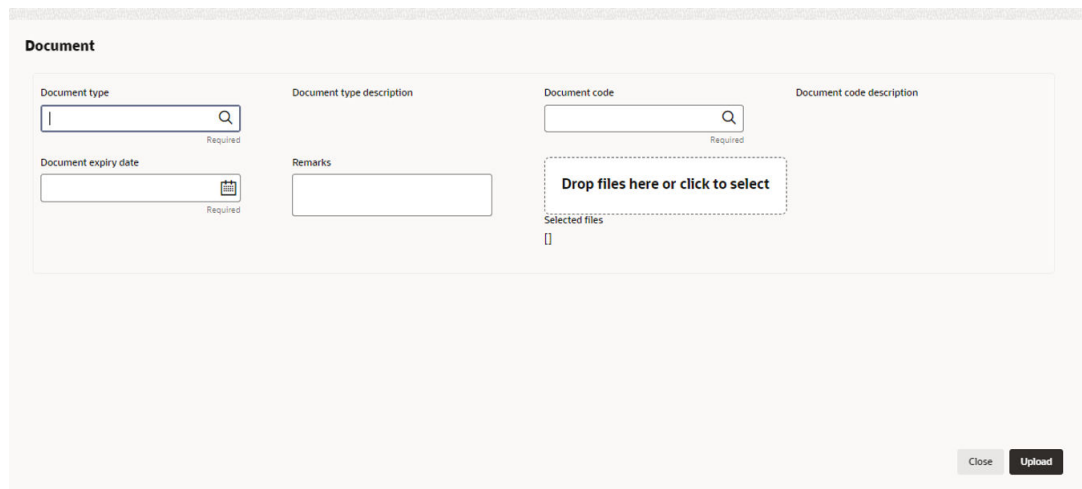 Document
Document type
Document type description
Document code
Document code description
Required
Required
Document expiry date
Remarks
Drop files here or click to select
Required
Selected files
[]
Close
Upload